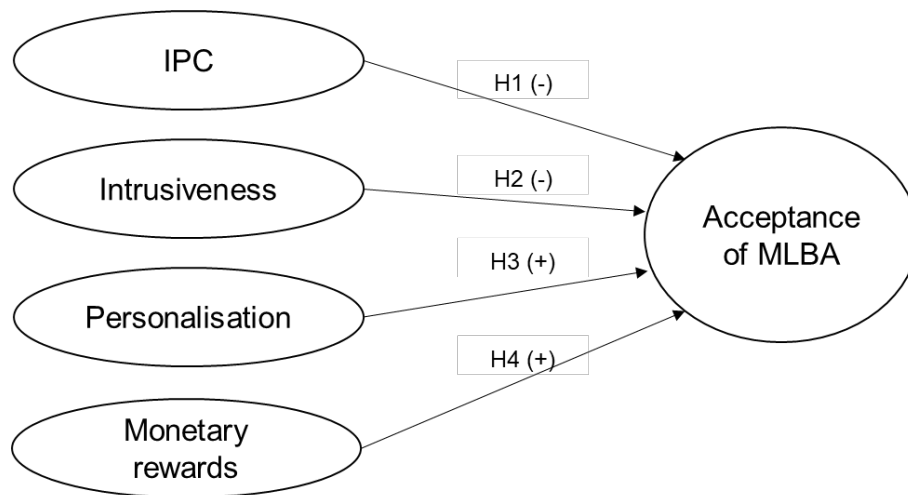 IPC
H1 (-)
Intrusiveness
H2 (-)
Acceptance
of MLBA
H3 (+)
Personalisation
H4 (+)
Monetary
rewards